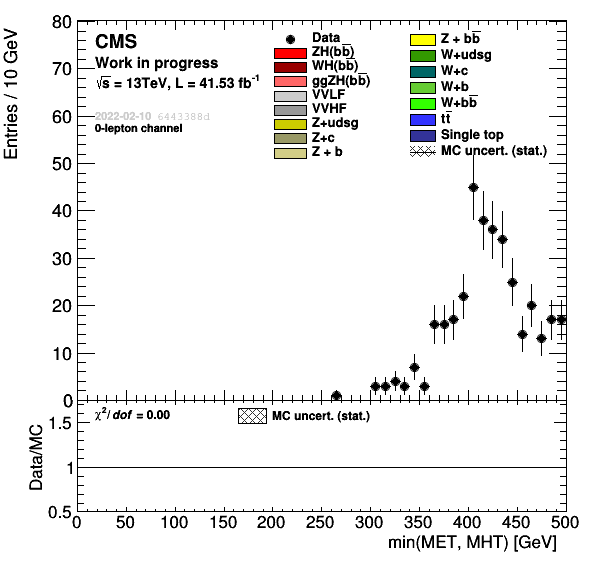 CMS
Work in progress
√s = 13TeV, L = 41.53 fb⁻¹
2022-02-10 6443388d
0-lepton channel
Data
ZH(bb̅)
WH(bb̅)
ggZH(bb̅)
VVLF
VVHF
Z+udsg
Z+c
Z + b
Z + bb̅
W+udsg
W+c
W+b
W+bb̅
tt̅
Single top
MC uncert. (stat.)
Entries / 10 GeV
80
70
60
50
40
30
20
10
0
χ²/dof = 0.00
MC uncert. (stat.)
Data/MC
1.5
1
0.5
0 50 100 150 200 250 300 350 400 450 500
min(MET, MHT) [GeV]